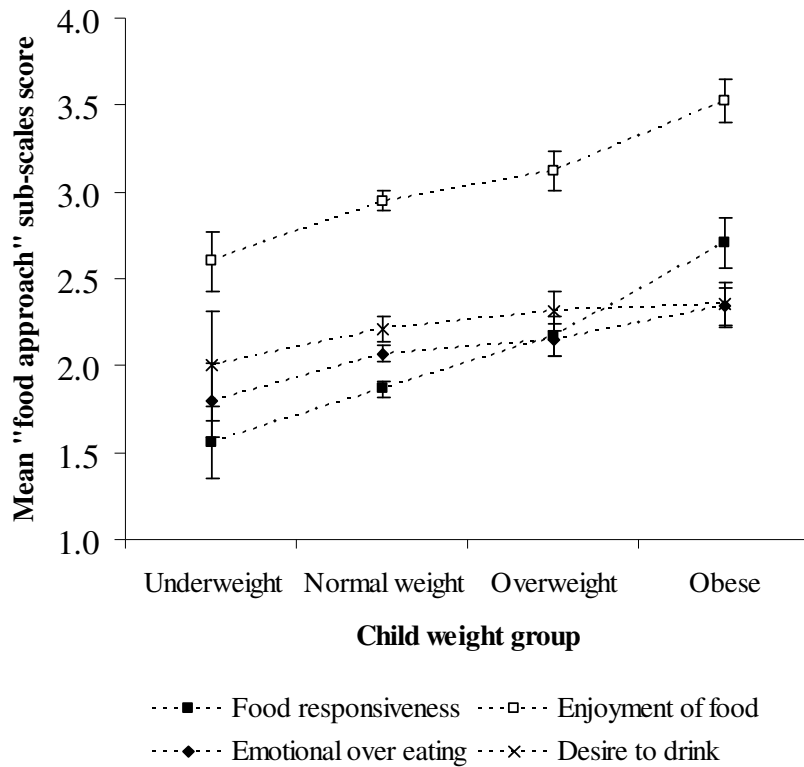 Mean "food approach" sub-scales score
4.0
3.5
3.0
2.5
2.0
1.5
1.0
Underweight Normal weight Overweight Obese
Child weight group
Food responsiveness Enjoyment of food
Emotional over eating Desire to drink